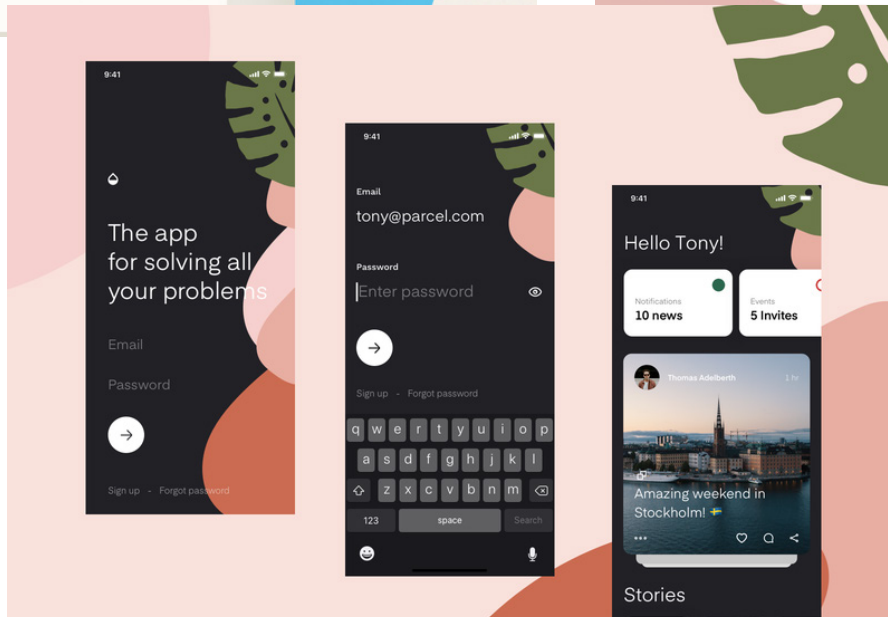 9:41
The app
for solving all
your problems
Email
Password
Sign up - Forgot password
9:41
Email
tony@parcel.com
Password
Enter password
Sign up - Forgot password
q w e r t y u i o p
a s d f g h j k l
z x c v b n m
123 space Search
9:41
Hello Tony!
Notifications
10 news
Events
5 Invites
Thomas Adelberth 1 hr
Amazing weekend in
Stockholm! 🇸🇪
Stories